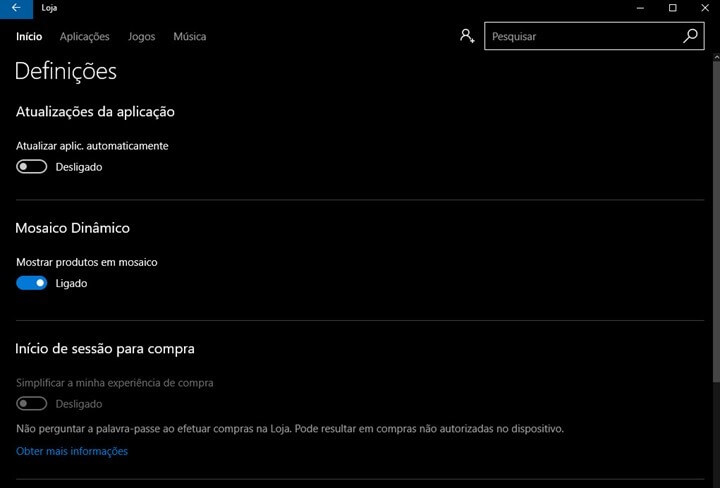 Loja
Início Aplicações Jogos Música
Pesquisar
Definições
Atualizações da aplicação
Atualizar aplic. automaticamente
Desligado
Mosaico Dinâmico
Mostrar produtos em mosaico
Ligado
Início de sessão para compra
Simplificar a minha experiência de compra
Desligado
Não perguntar a palavra-passe ao efetuar compras na Loja. Pode resultar em compras não autorizadas no dispositivo.
Obter mais informações